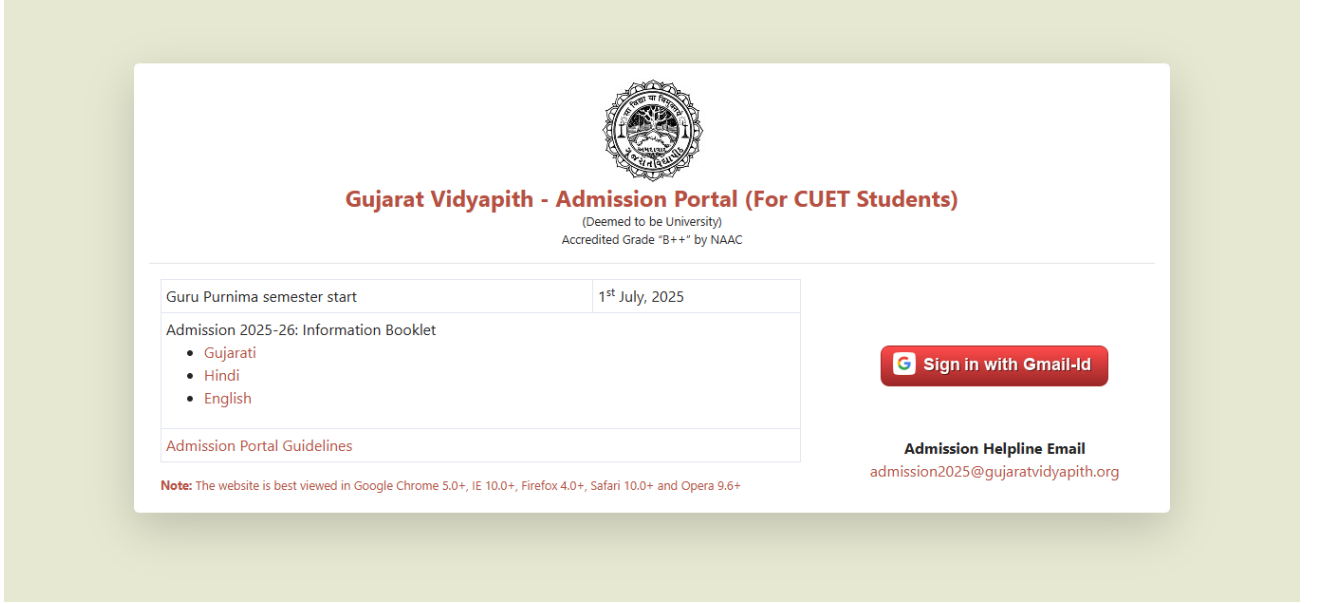 સા વિદ્યા યા વિમુક્તયે
અમદાવાદ
ગૂજરાત વિદ્યાપીઠ
Gujarat Vidyapith - Admission Portal (For CUET Students)
(Deemed to be University)
Accredited Grade "B++" by NAAC
Guru Purnima semester start 1st July, 2025
Admission 2025-26: Information Booklet
• Gujarati
• Hindi
• English
Admission Portal Guidelines
Note: The website is best viewed in Google Chrome 5.0+, IE 10.0+, Firefox 4.0+, Safari 10.0+ and Opera 9.6+
G Sign in with Gmail-Id
Admission Helpline Email
admission2025@gujaratvidyapith.org